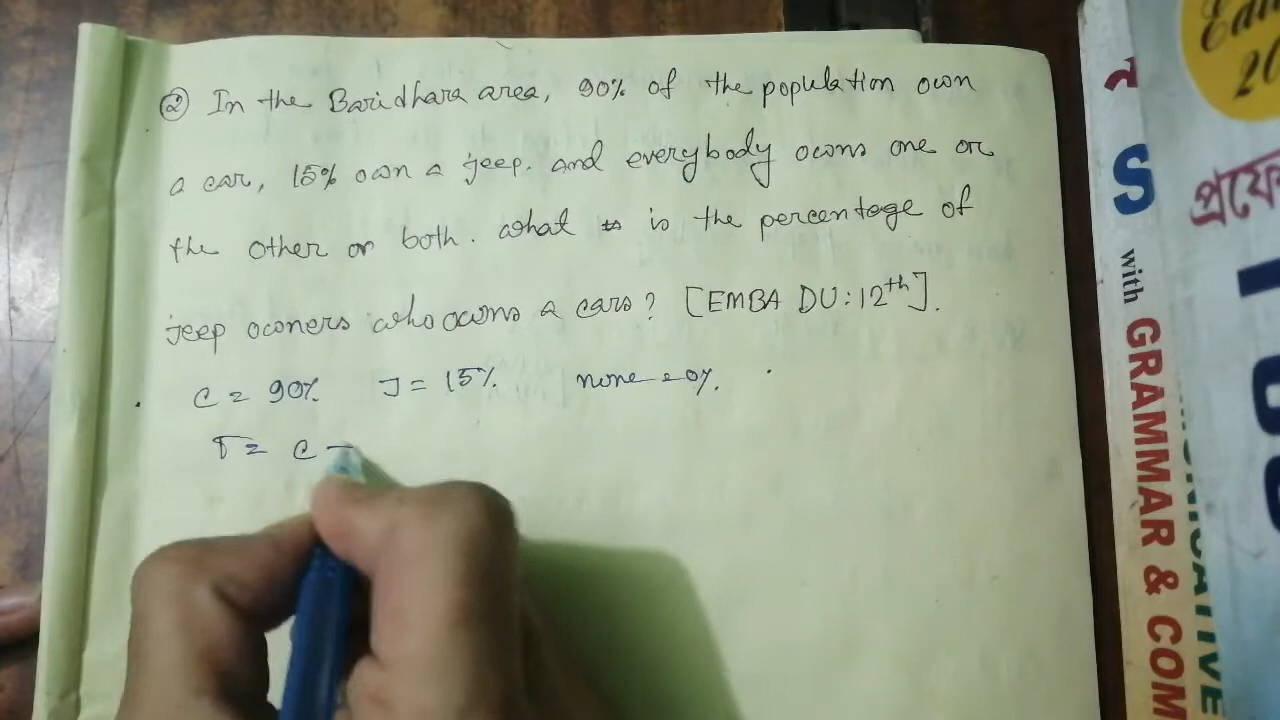 ② In the Baridhara area, 90% of the population own
a car, 15% own a jeep. and everybody owns one or
the other or both. what is the percentage of
jeep owners who owns a cars? [EMBA DU:12th].
C = 90% J = 15% none = 0%.
T = C -
with GRAMMAR & COM
S
প্রফে